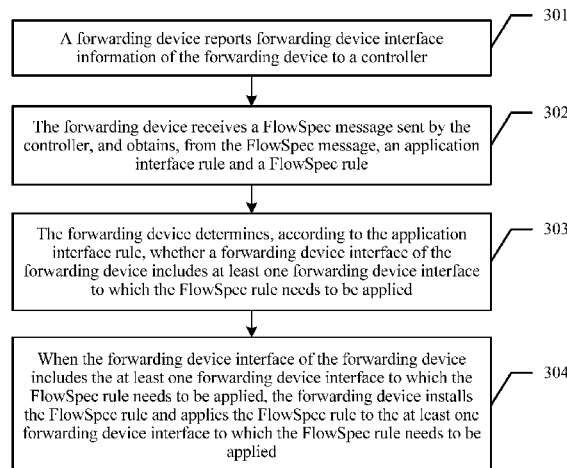 301
A forwarding device reports forwarding device interface
information of the forwarding device to a controller
302
The forwarding device receives a FlowSpec message sent by the
controller, and obtains, from the FlowSpec message, an application
interface rule and a FlowSpec rule
303
The forwarding device determines, according to the application
interface rule, whether a forwarding device interface of the
forwarding device includes at least one forwarding device interface
to which the FlowSpec rule needs to be applied
304
When the forwarding device interface of the forwarding device
includes the at least one forwarding device interface to which the
FlowSpec rule needs to be applied, the forwarding device installs
the FlowSpec rule and applies the FlowSpec rule to the at least one
forwarding device interface to which the FlowSpec rule needs to be
applied